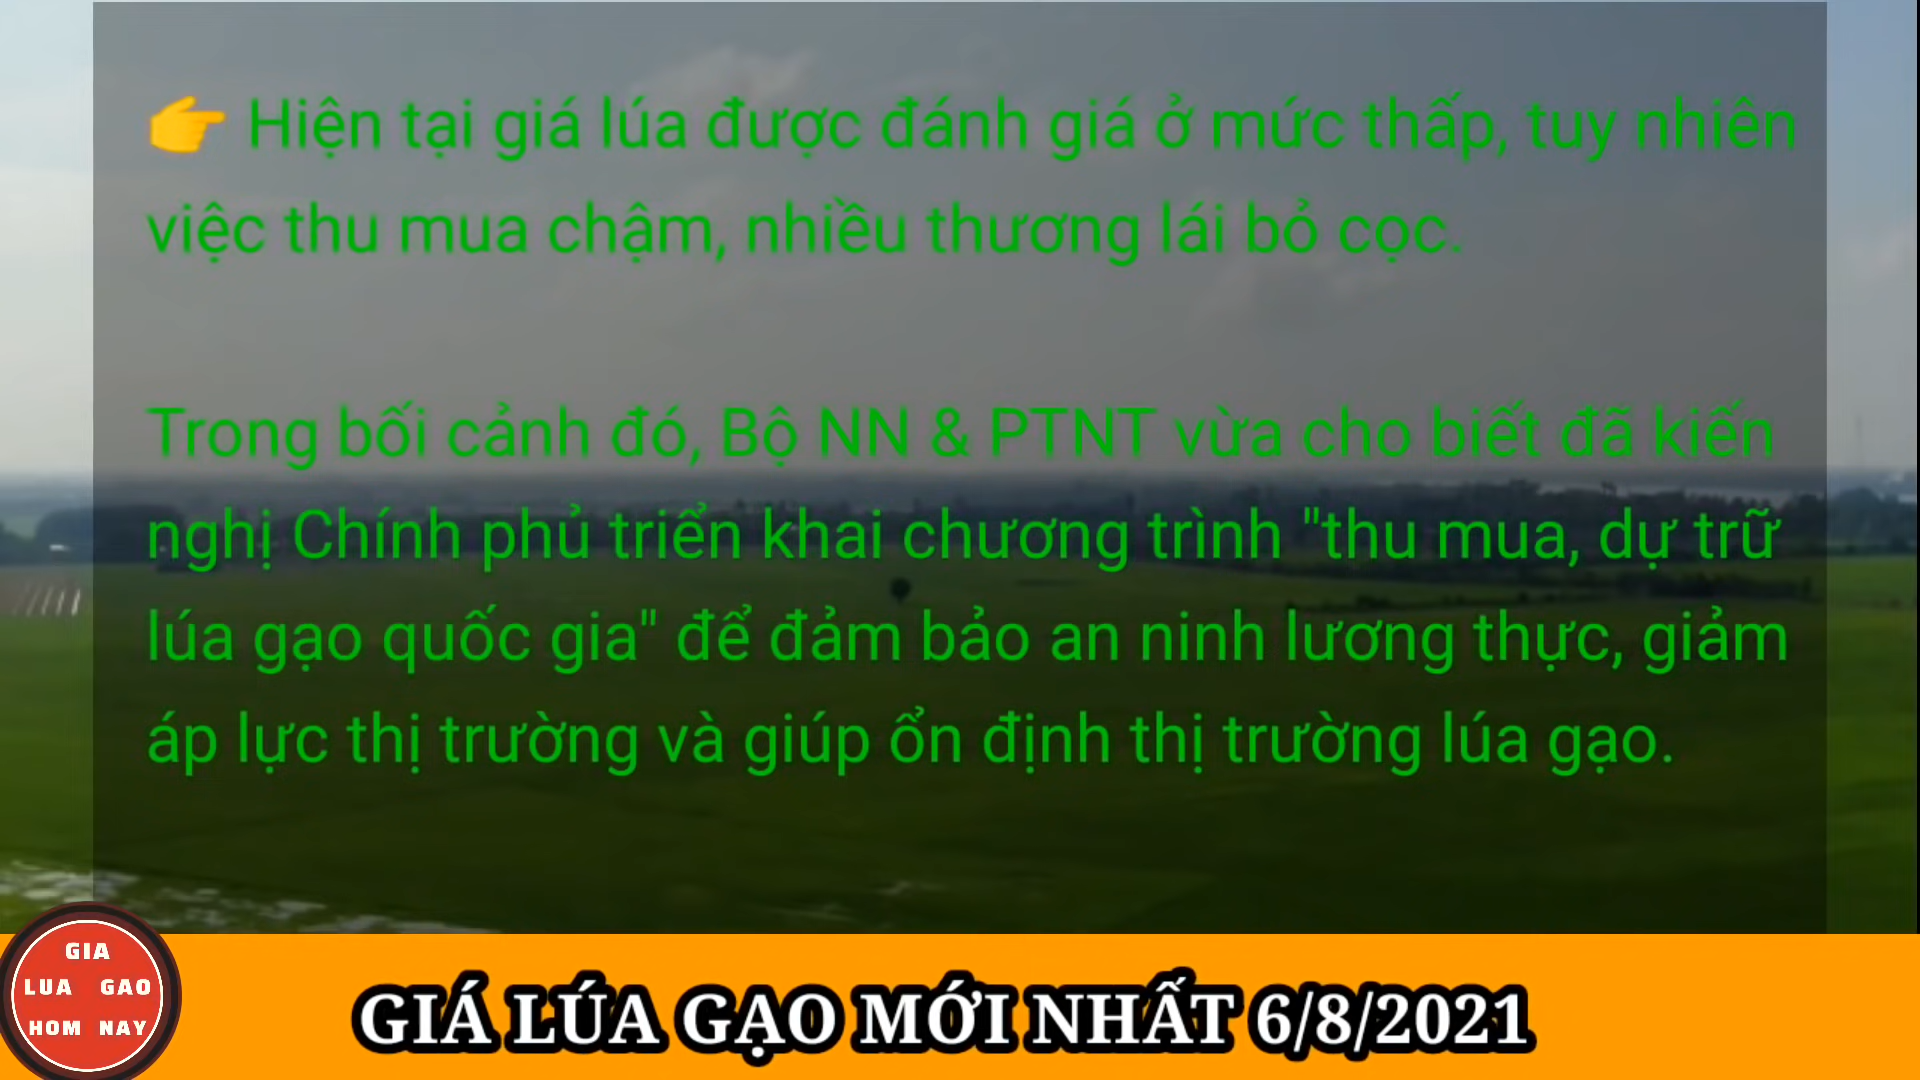 👉 Hiện tại giá lúa được đánh giá ở mức thấp, tuy nhiên
việc thu mua chậm, nhiều thương lái bỏ cọc.
Trong bối cảnh đó, Bộ NN & PTNT vừa cho biết đã kiến
nghị Chính phủ triển khai chương trình "thu mua, dự trữ
lúa gạo quốc gia" để đảm bảo an ninh lương thực, giảm
áp lực thị trường và giúp ổn định thị trường lúa gạo.
GIA
LUA GAO
HOM NAY
GIÁ LÚA GẠO MỚI NHẤT 6/8/2021